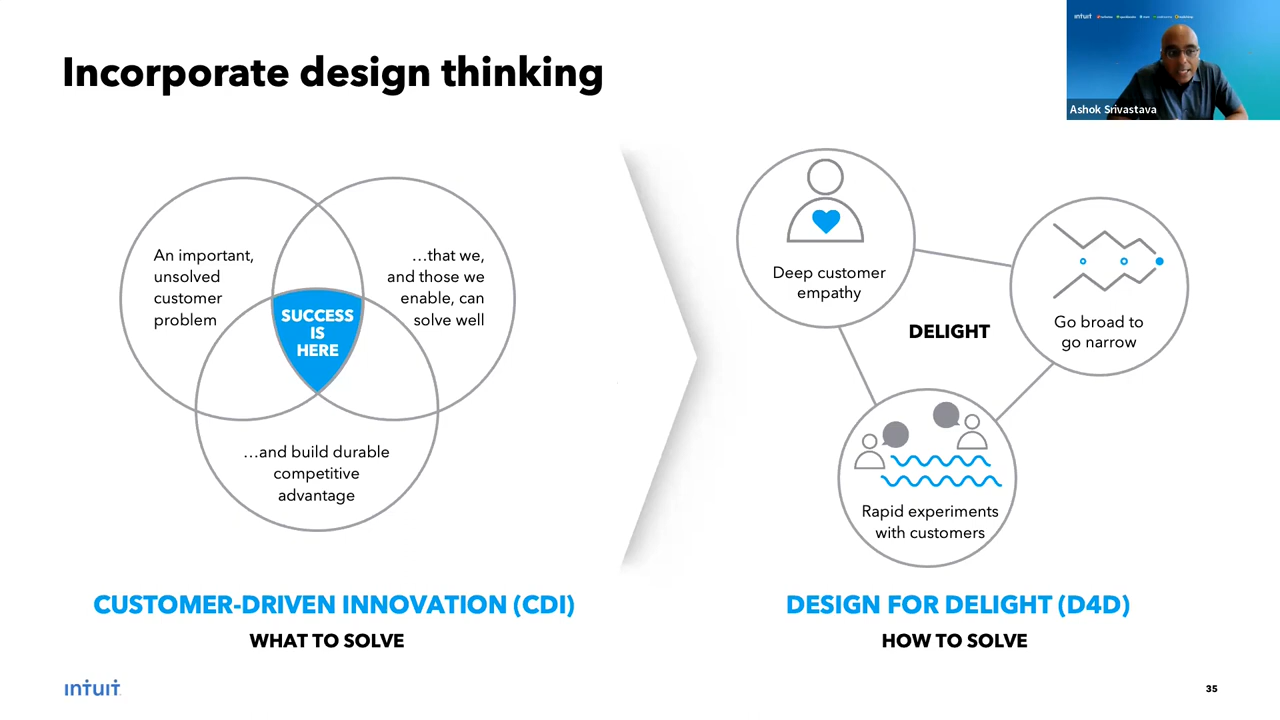 Incorporate design thinking
intuit
Ashok Srivastava
An important,
unsolved
customer
problem
…that we,
and those we
enable, can
solve well
SUCCESS
IS
HERE
…and build durable
competitive
advantage
Deep customer
empathy
Go broad to
go narrow
DELIGHT
Rapid experiments
with customers
CUSTOMER-DRIVEN INNOVATION (CDI)
WHAT TO SOLVE
DESIGN FOR DELIGHT (D4D)
HOW TO SOLVE
intuit
35